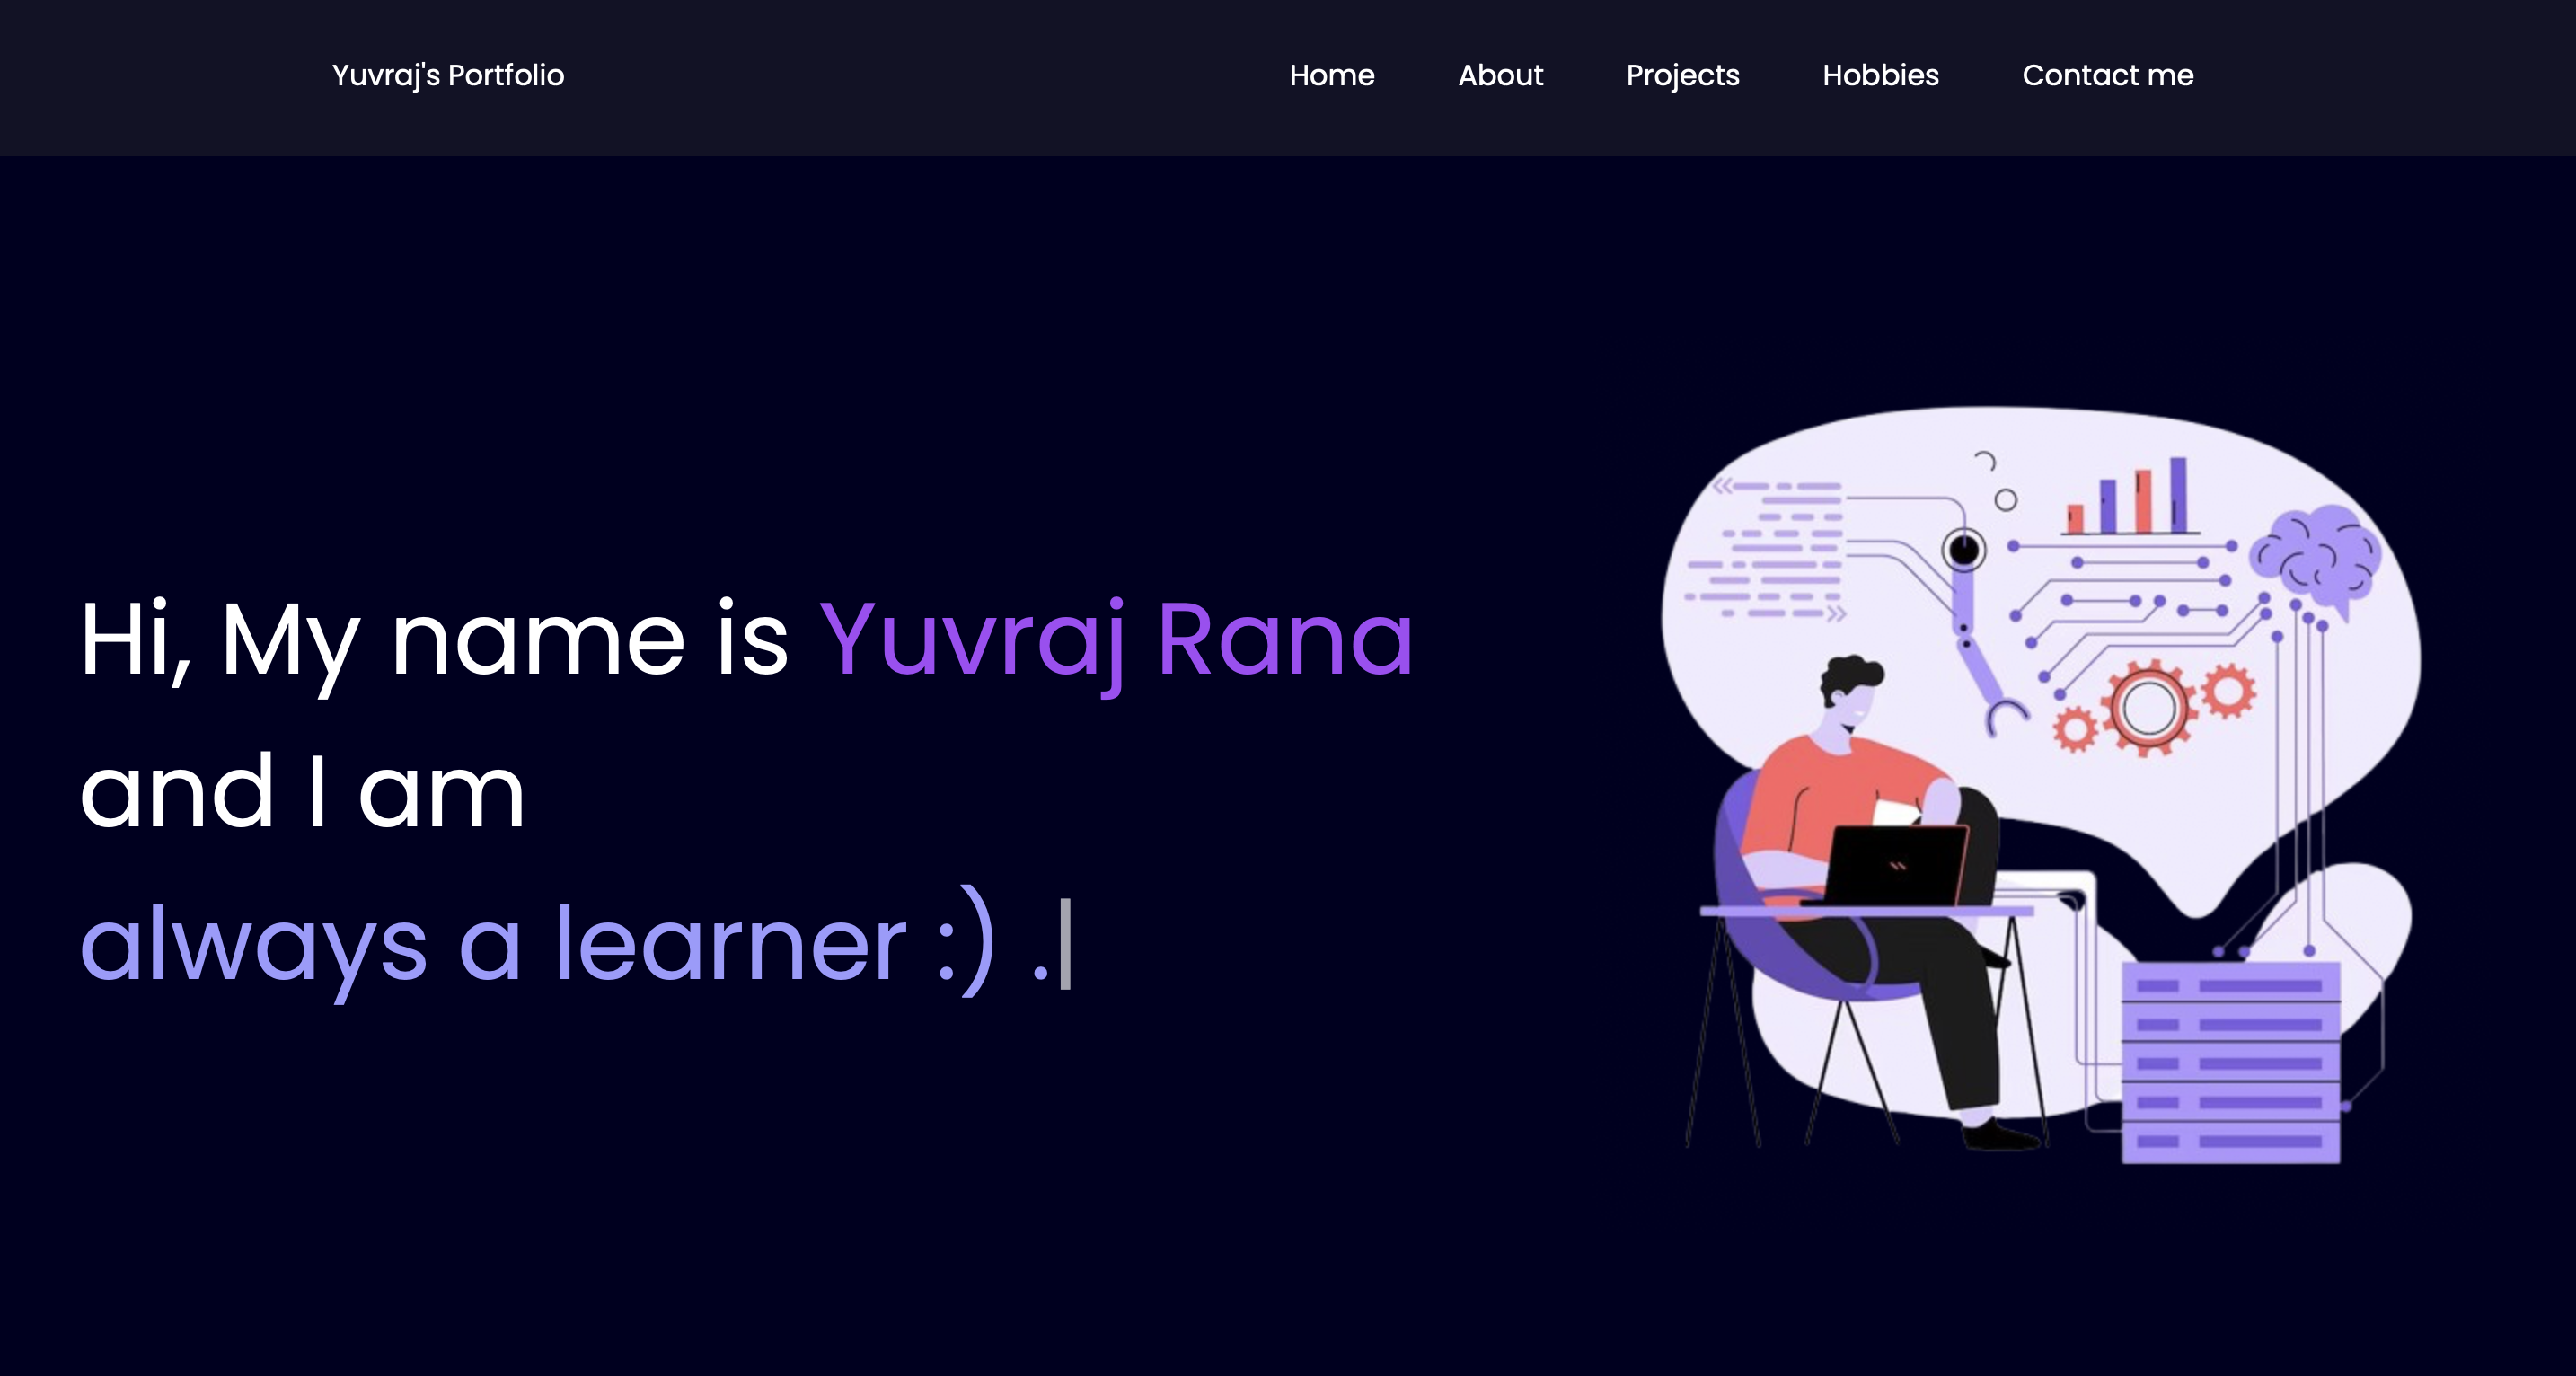 Yuvraj's Portfolio
Home About Projects Hobbies Contact me
Hi, My name is Yuvraj Rana
and I am
always a learner :) .|